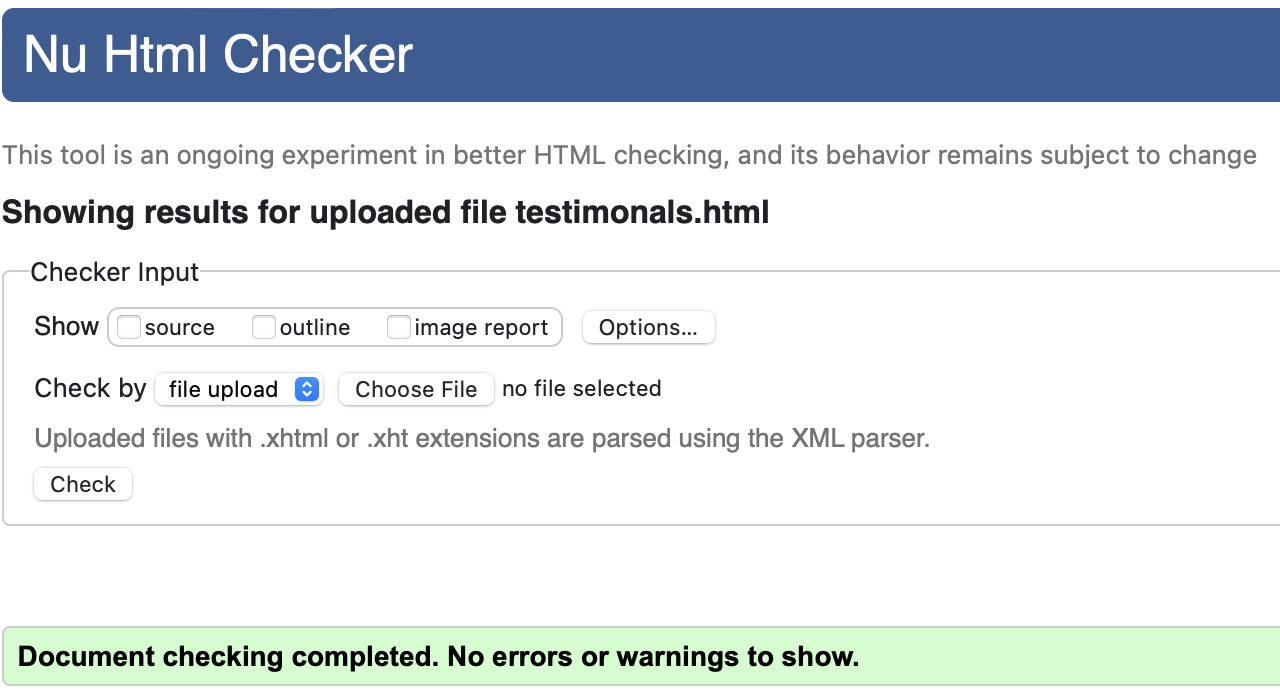 Nu Html Checker
This tool is an ongoing experiment in better HTML checking, and its behavior remains subject to change
Showing results for uploaded file testimonals.html
Checker Input
Show source outline image report Options...
Check by file upload Choose File no file selected
Uploaded files with .xhtml or .xht extensions are parsed using the XML parser.
Check
Document checking completed. No errors or warnings to show.